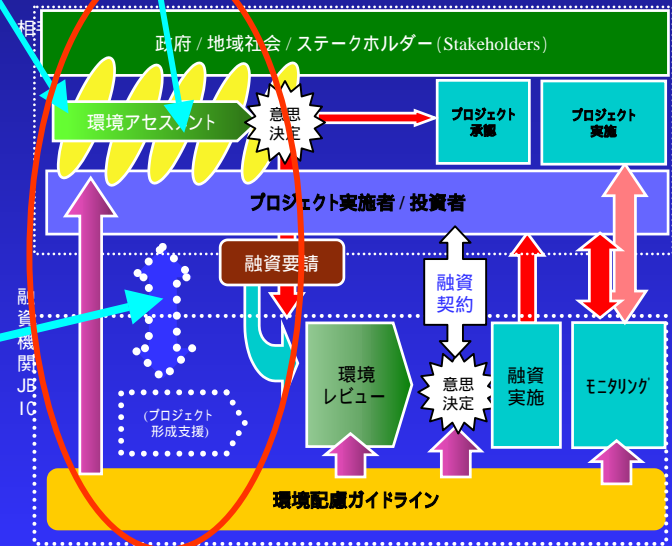 相
政府 / 地域社会 / ステークホルダー(Stakeholders)
環境アセスメント
意思
決定
プロジェクト
承認
プロジェクト
実施
プロジェクト実施者 / 投資者
融資要請
融資
契約
融資機関JBIC
(プロジェクト
形成支援)
環境
レビュー
意思
決定
融資
実施
モニタリング
環境配慮ガイドライン